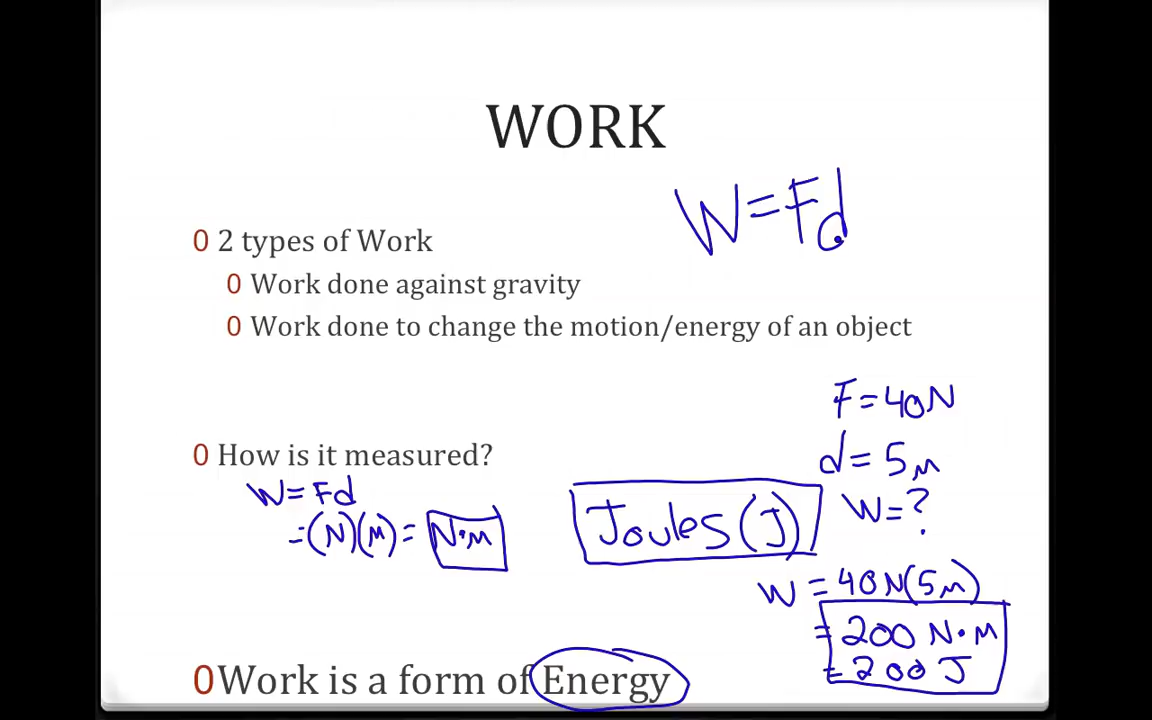 WORK
W=Fd
0 2 types of Work
0 Work done against gravity
0 Work done to change the motion/energy of an object
F=40N
d=5m
W=?
0 How is it measured?
W=Fd
=(N)(M)=N·M
Joules (J)
W=40N(5M)
=200 N·M
=200 J
0Work is a form of Energy